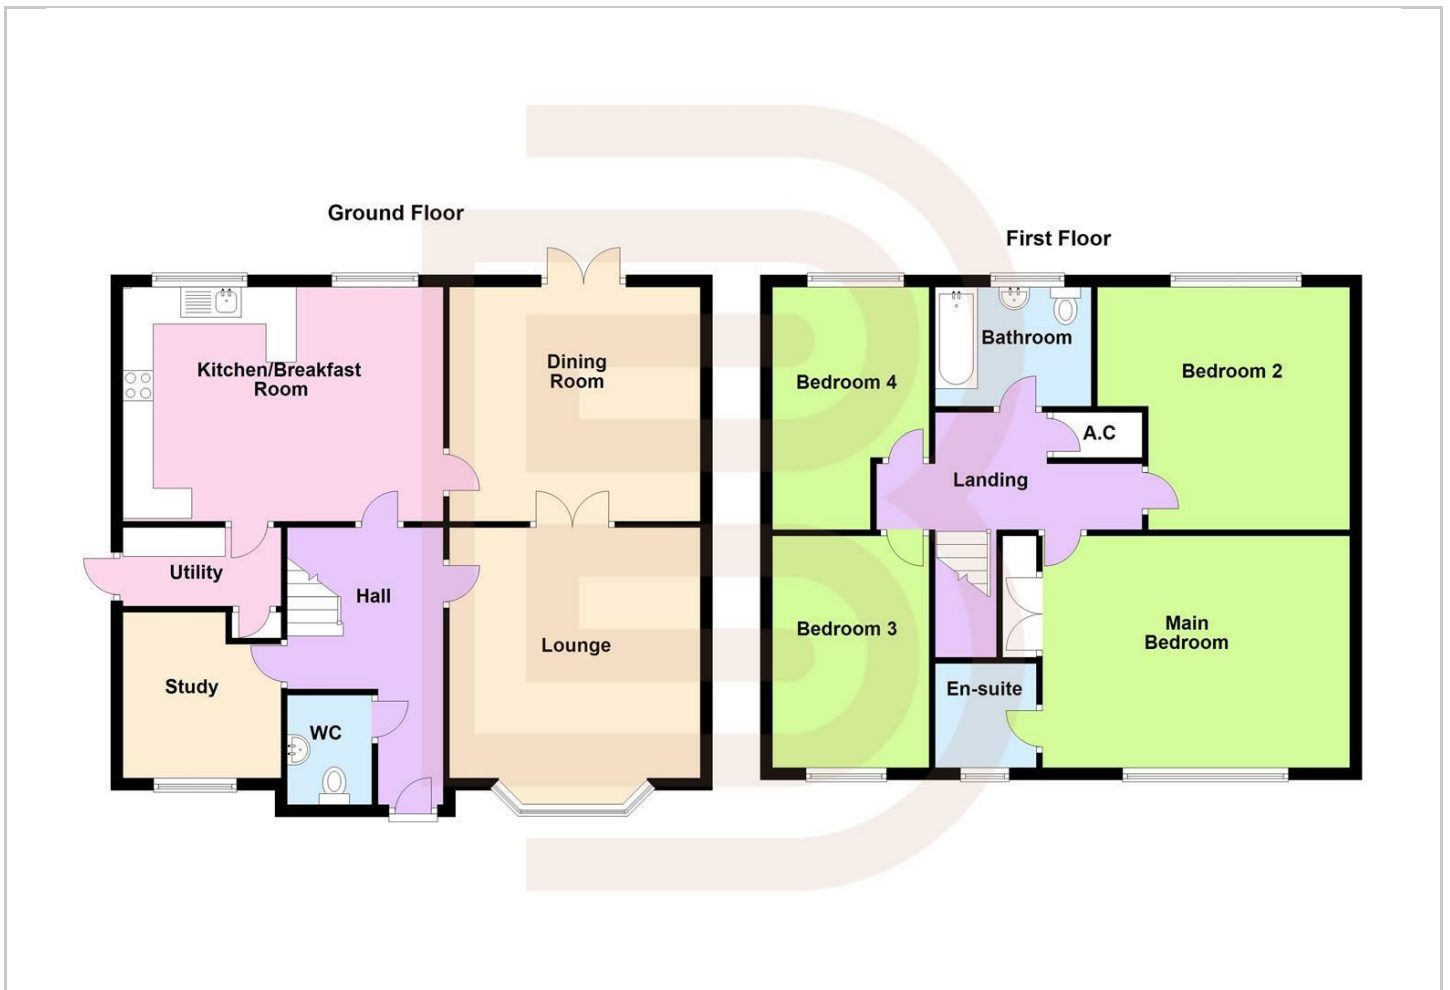 Ground Floor
First Floor
Kitchen/Breakfast
Room
Dining
Room
Utility
Hall
Lounge
Study
WC
Bathroom
Bedroom 2
Bedroom 4
A.C
Landing
Bedroom 3
Main
Bedroom
En-suite